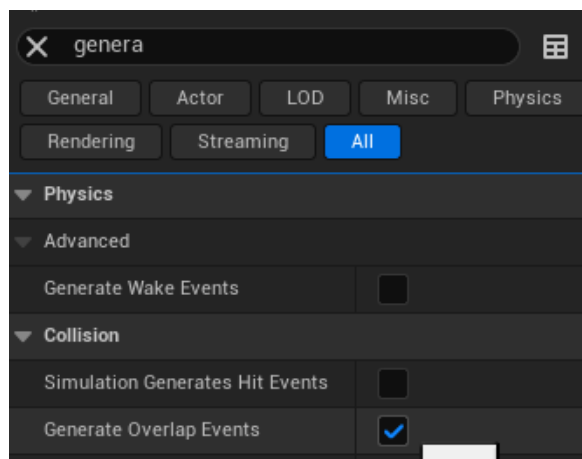 genera
General Actor LOD Misc Physics
Rendering Streaming All
Physics
Advanced
Generate Wake Events
Collision
Simulation Generates Hit Events
Generate Overlap Events